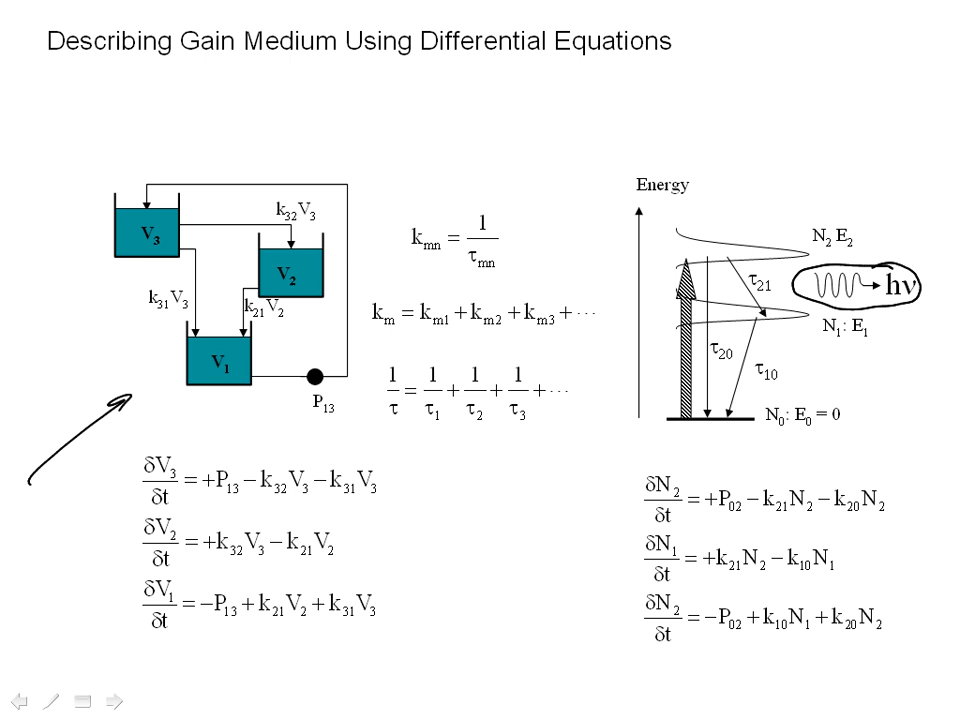 Describing Gain Medium Using Differential Equations
V₃
k₃₂V₃
V₂
k₃₁V₃
k₂₁V₂
V₁
P₁₃
kₘₙ = 1/τₘₙ
kₘ = kₘ₁ + kₘ₂ + kₘ₃ + ⋯
1/τ = 1/τ₁ + 1/τ₂ + 1/τ₃ + ⋯
Energy
N₂ E₂
τ₂₁
hν
N₁: E₁
τ₂₀
τ₁₀
N₀: E₀ = 0
δV₃/δt = +P₁₃ − k₃₂V₃ − k₃₁V₃
δV₂/δt = +k₃₂V₃ − k₂₁V₂
δV₁/δt = −P₁₃ + k₂₁V₂ + k₃₁V₃
δN₂/δt = +P₀₂ − k₂₁N₂ − k₂₀N₂
δN₁/δt = +k₂₁N₂ − k₁₀N₁
δN₂/δt = −P₀₂ + k₁₀N₁ + k₂₀N₂